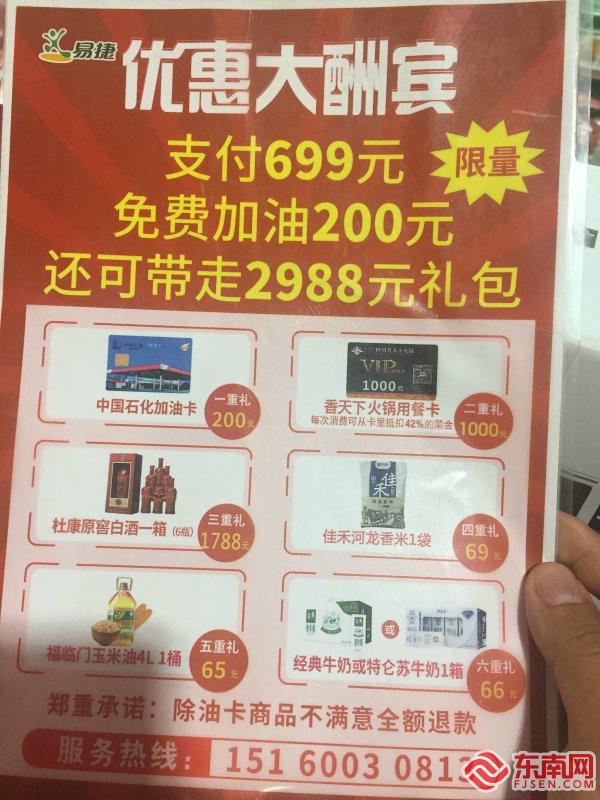 易捷
优惠大酬宾
支付699元
限量
免费加油200元
还可带走2988元礼包
中国石化加油卡
一重礼
200元
VIP
1000元
香天下火锅用餐卡
每次消费可从卡里抵扣42%的菜金
二重礼
1000元
杜康原窖白酒一箱（6瓶）
三重礼
1788元
佳禾
佳禾河龙香米1袋
四重礼
69元
福临门玉米油4L 1桶
五重礼
65元
或
经典牛奶或特仑苏牛奶1箱
六重礼
66元
郑重承诺：除油卡商品不满意全额退款
服务热线：151 6003 081
东南网
FJSEN.COM